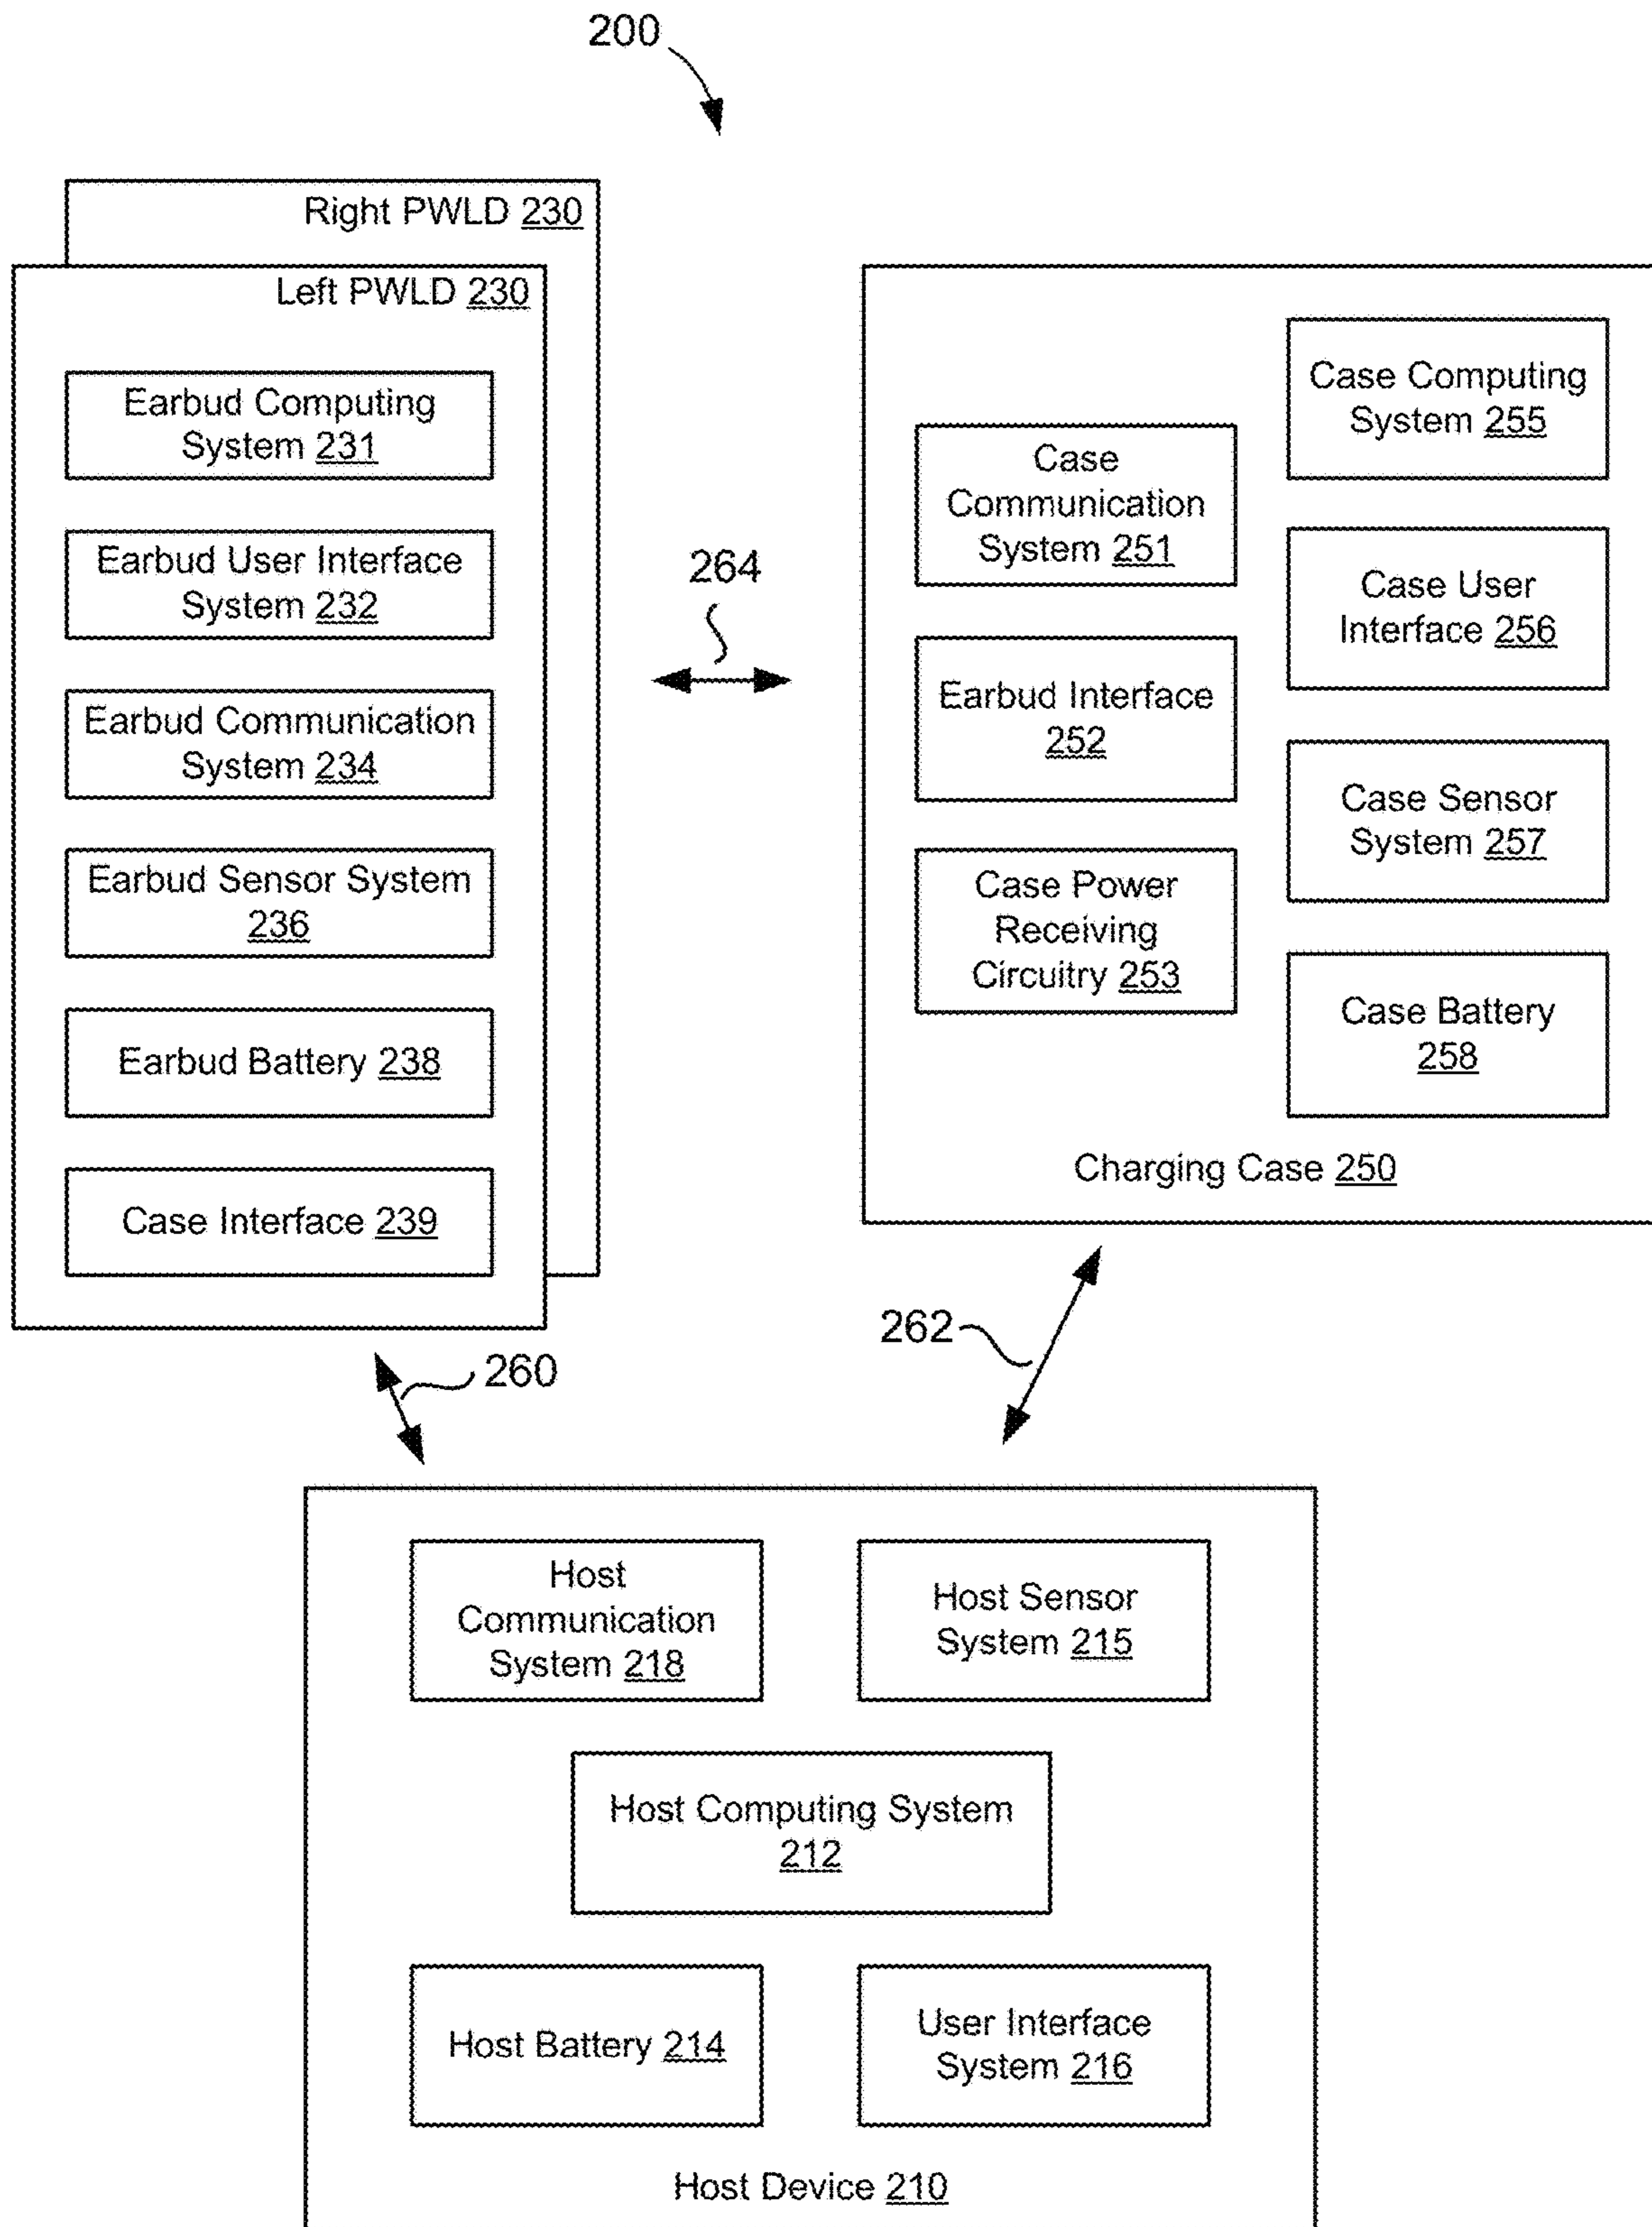 200
Right PWLD 230
Left PWLD 230
Earbud Computing
System 231
Earbud User Interface
System 232
Earbud Communication
System 234
Earbud Sensor System
236
Earbud Battery 238
Case Interface 239
264
Case
Communication
System 251
Earbud Interface
252
Case Power
Receiving
Circuitry 253
Case Computing
System 255
Case User
Interface 256
Case Sensor
System 257
Case Battery
258
Charging Case 250
260
262
Host
Communication
System 218
Host Sensor
System 215
Host Computing System
212
Host Battery 214
User Interface
System 216
Host Device 210